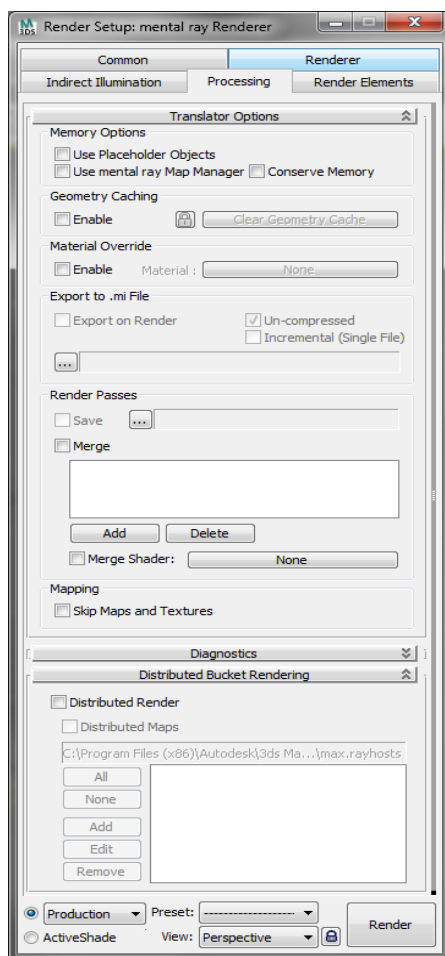 M
3DS Render Setup: mental ray Renderer
Common Renderer
Indirect Illumination Processing Render Elements
Translator Options
Memory Options
Use Placeholder Objects
Use mental ray Map Manager Conserve Memory
Geometry Caching
Enable Clear Geometry Cache
Material Override
Enable Material : None
Export to .mi File
Export on Render Un-compressed
Incremental (Single File)
...
Render Passes
Save ...
Merge
Add Delete
Merge Shader: None
Mapping
Skip Maps and Textures
Diagnostics
Distributed Bucket Rendering
Distributed Render
Distributed Maps
C:\Program Files (x86)\Autodesk\3ds Ma...\max.rayhosts
All
None
Add
Edit
Remove
Production Preset: --------------------
ActiveShade View: Perspective Render